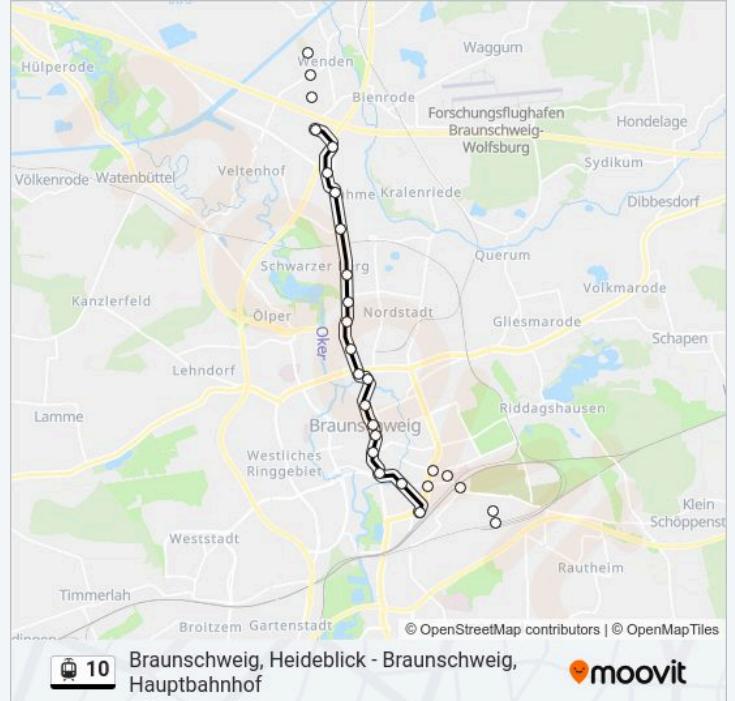 Wenden
Waggum
Hülperode
Bienrode
Forschungsflughafen
Braunschweig-
Wolfsburg
Hondelage
Sydikum
Veltenhof
Völkenrode
Watenbüttel
Kralenriede
Dibbesdorf
Querum
Schwarzer Berg
Volkmarode
Kanzlerfeld
Ölper
Nordstadt
Gliesmarode
Oker
Schapen
Lehndorf
Riddagshausen
Lamme
Braunschweig
Westliches
Ringgebiet
Klein
Schöppenst
Weststadt
Rautheim
Timmerlah
Broitzem
Gartenstadt
© OpenStreetMap contributors | © OpenMapTiles
10
Braunschweig, Heideblick - Braunschweig,
Hauptbahnhof
moovit